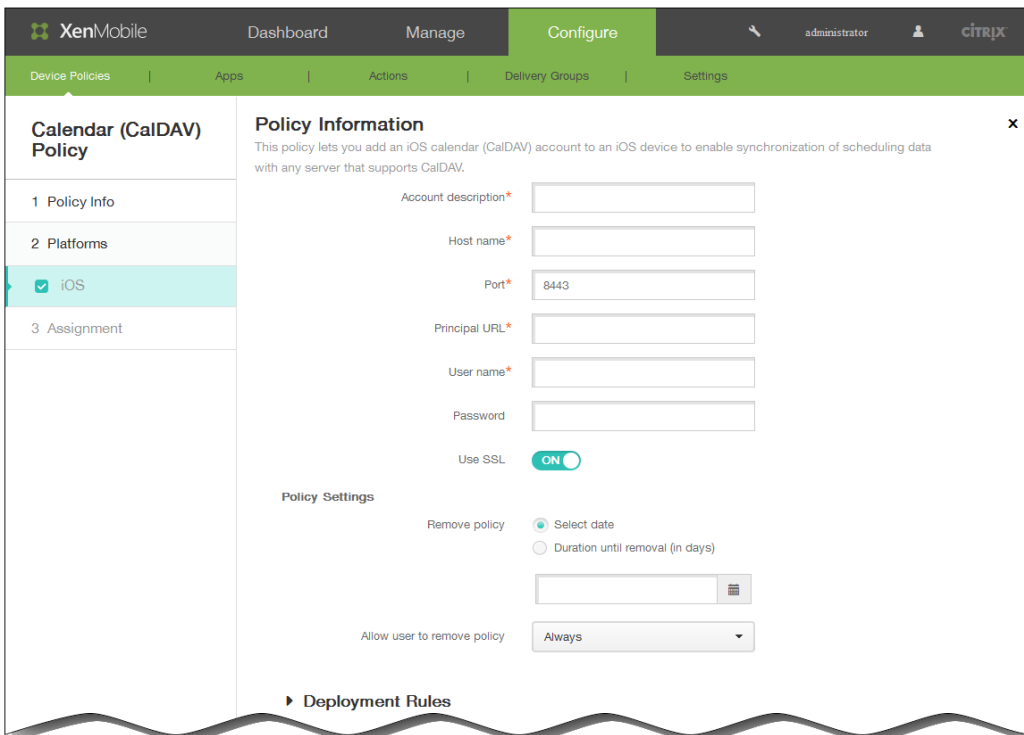 XenMobile Dashboard Manage Configure administrator CİTRIX
Device Policies | Apps | Actions | Delivery Groups | Settings
Calendar (CalDAV)
Policy
1 Policy Info
2 Platforms
iOS
3 Assignment
Policy Information
This policy lets you add an iOS calendar (CalDAV) account to an iOS device to enable synchronization of scheduling data
with any server that supports CalDAV.
Account description*
Host name*
Port* 8443
Principal URL*
User name*
Password
Use SSL ON
Policy Settings
Remove policy Select date
Duration until removal (in days)
Allow user to remove policy Always
Deployment Rules